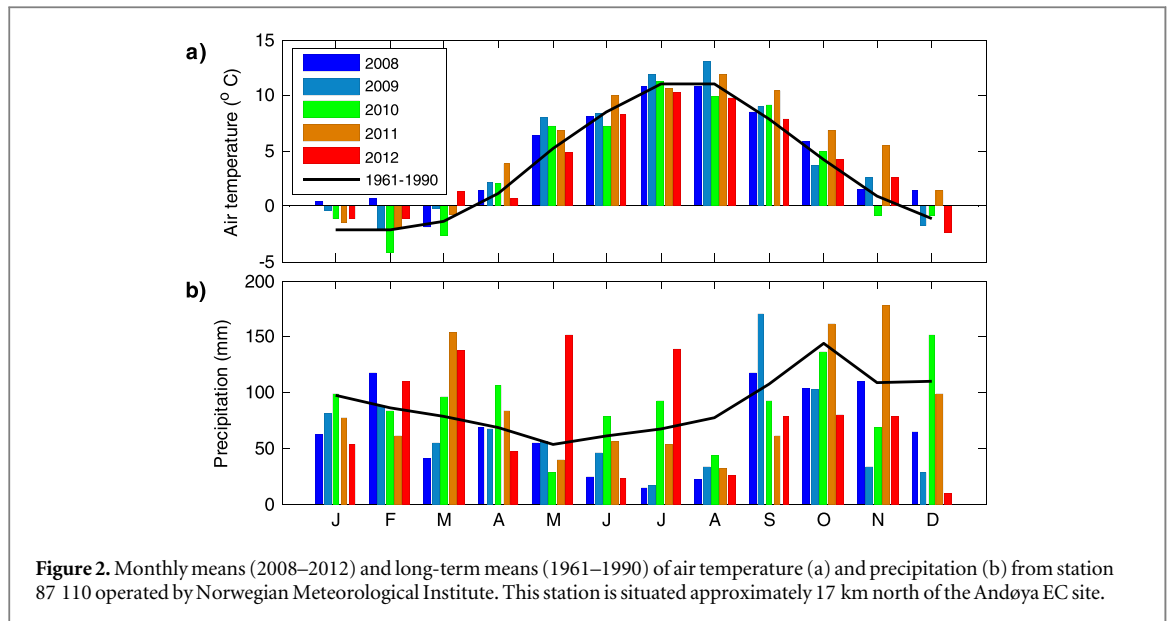 a)
Air temperature (° C)
15
10
5
0
-5
2008
2009
2010
2011
2012
1961-1990
b)
Precipitation (mm)
200
150
100
50
0
J F M A M J J A S O N D
Figure 2. Monthly means (2008–2012) and long-term means (1961–1990) of air temperature (a) and precipitation (b) from station
87 110 operated by Norwegian Meteorological Institute. This station is situated approximately 17 km north of the Andøya EC site.